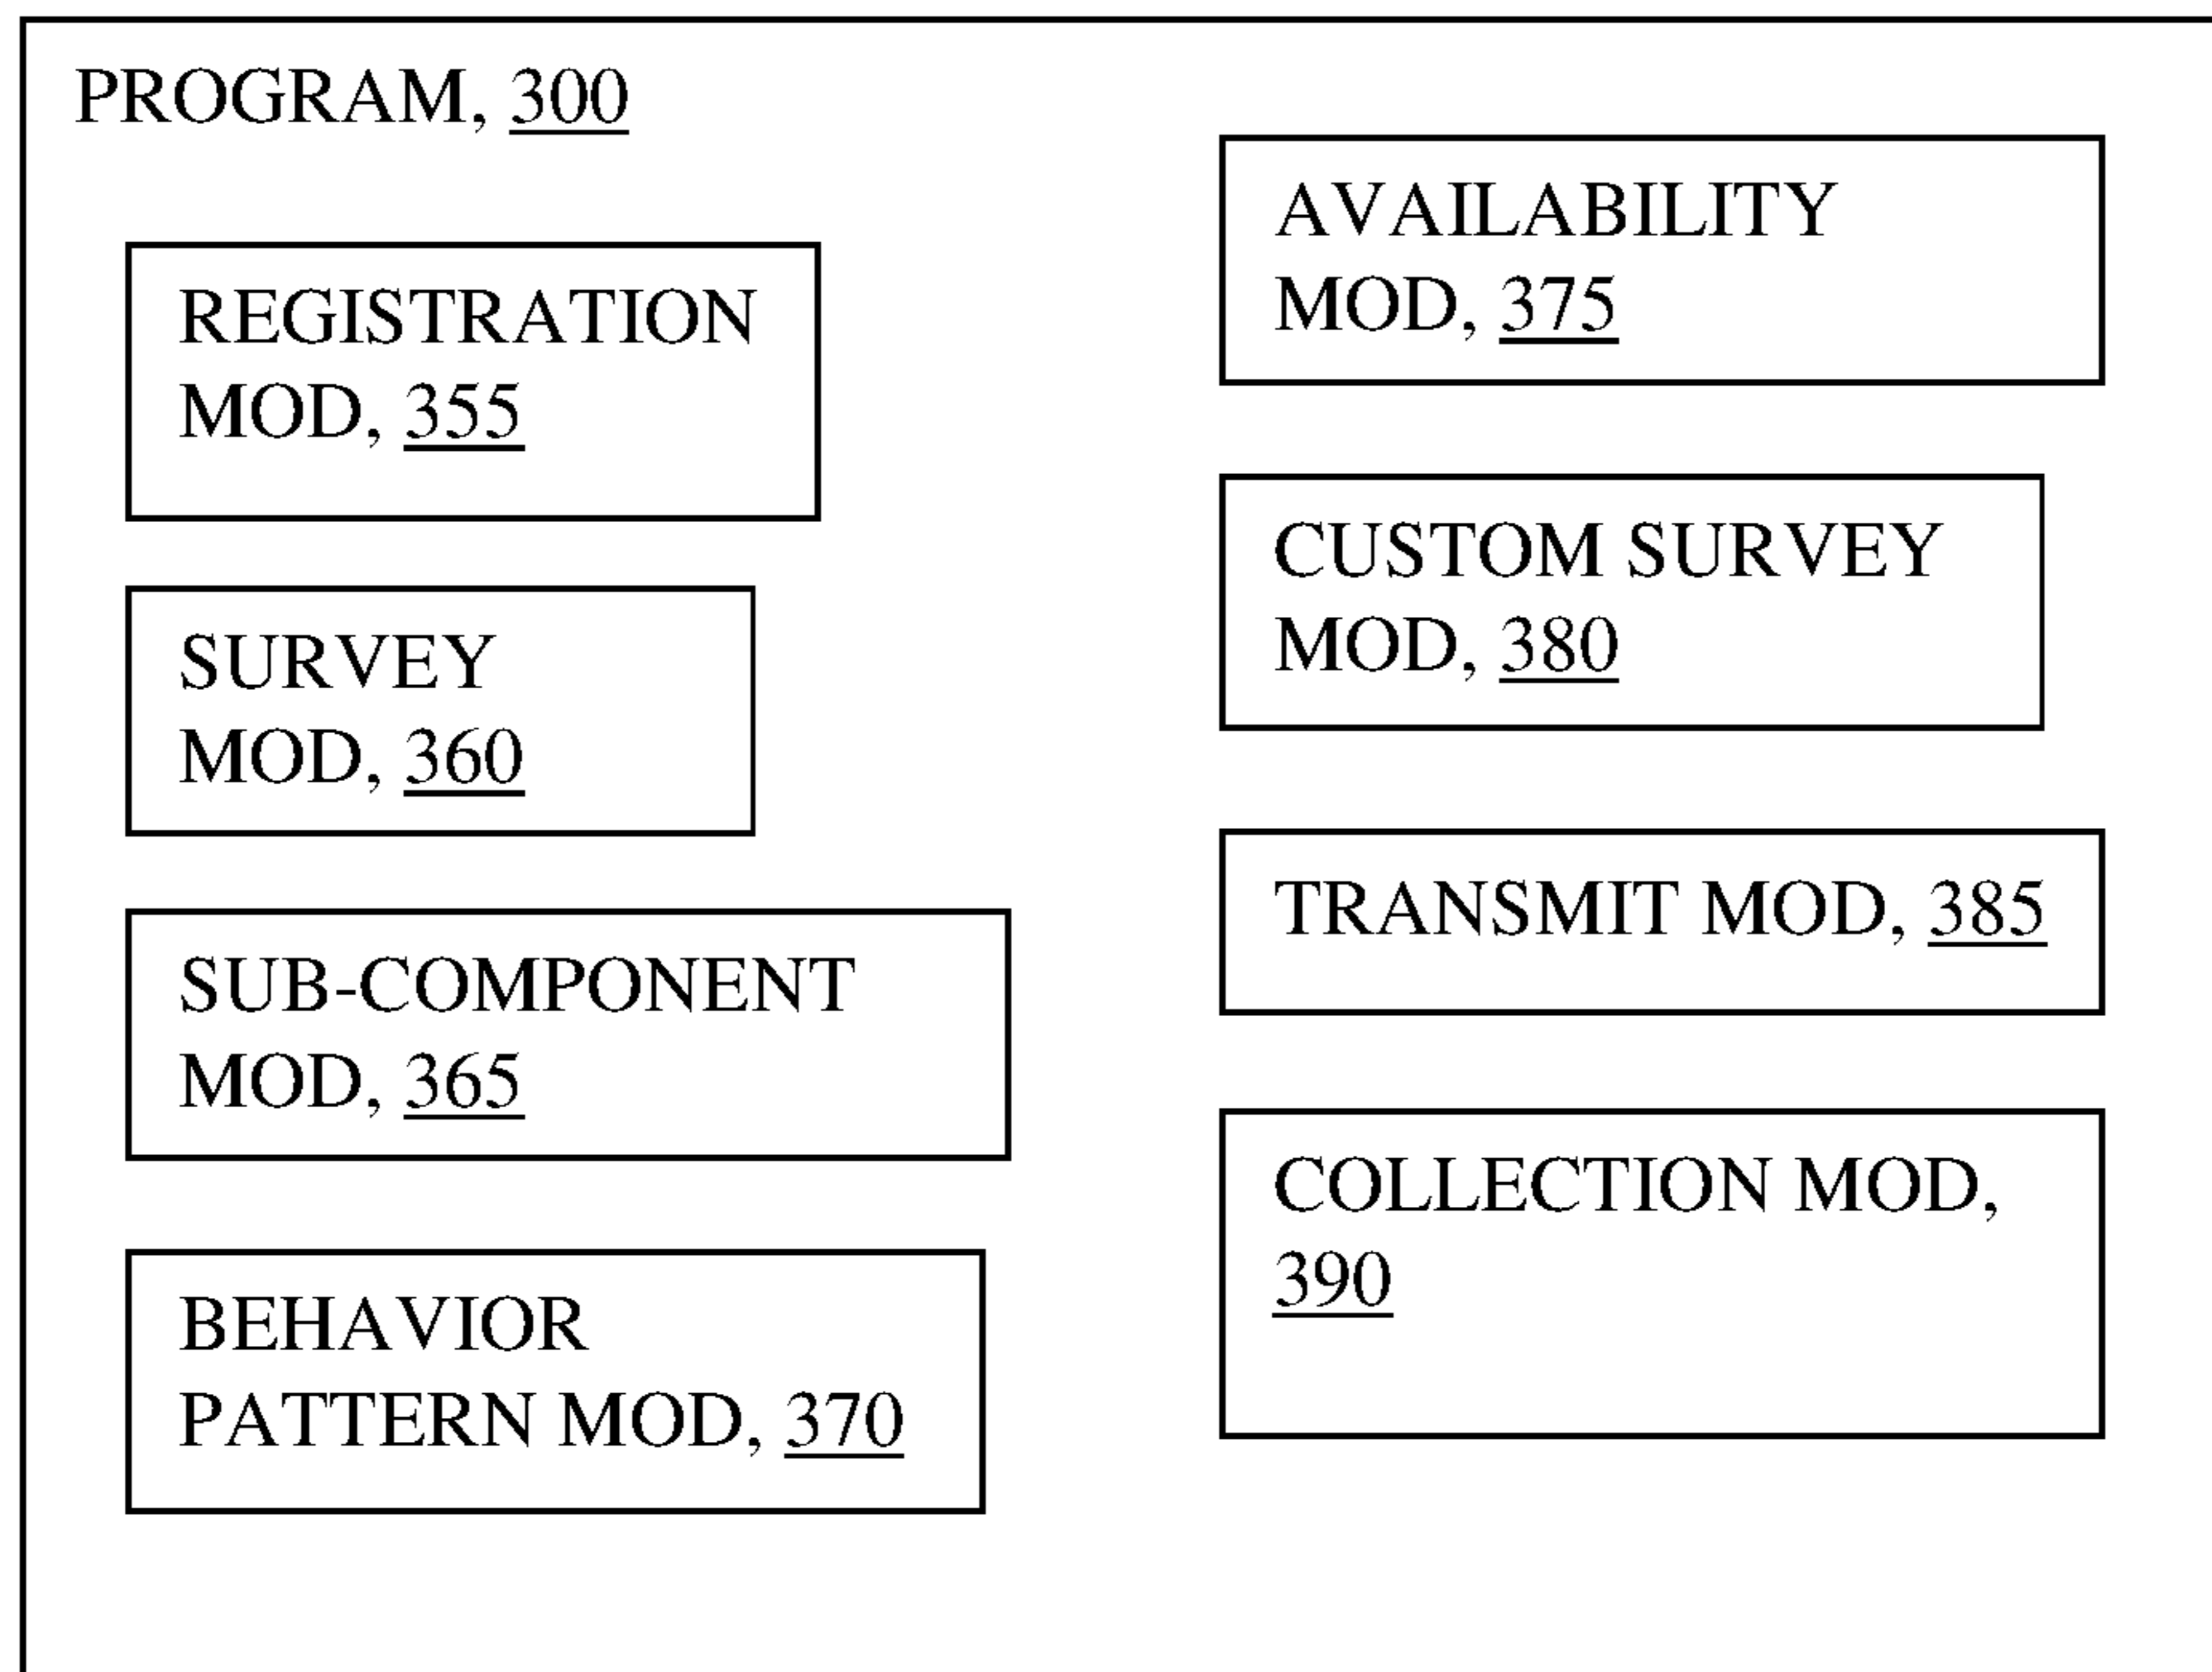 PROGRAM, 300
REGISTRATION
MOD, 355
SURVEY
MOD, 360
SUB-COMPONENT
MOD, 365
BEHAVIOR
PATTERN MOD, 370
AVAILABILITY
MOD, 375
CUSTOM SURVEY
MOD, 380
TRANSMIT MOD, 385
COLLECTION MOD,
390